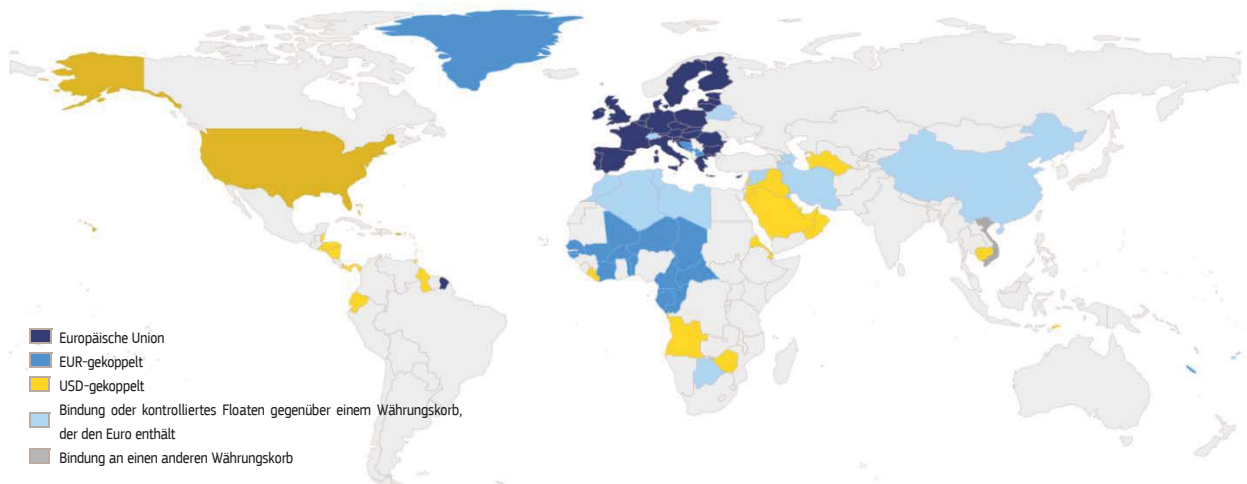 Europäische Union
EUR-gekoppelt
USD-gekoppelt
Bindung oder kontrolliertes Floaten gegenüber einem Währungskorb,
der den Euro enthält
Bindung an einen anderen Währungskorb